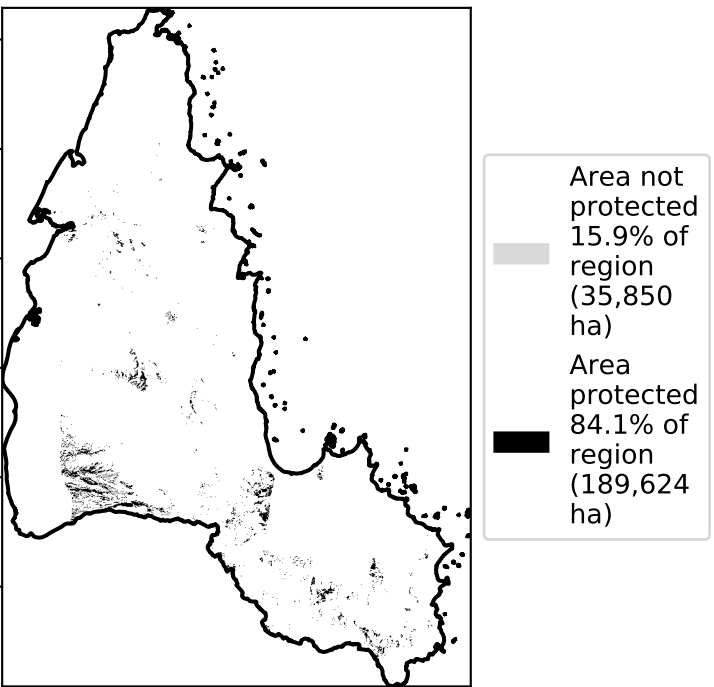 Area not
protected
15.9% of
region
(35,850
ha)
Area
protected
84.1% of
region
(189,624
ha)